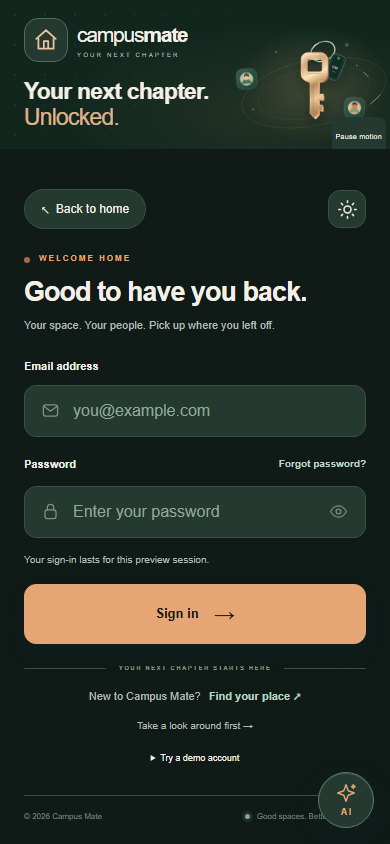 campusmate
YOUR NEXT CHAPTER
Your next chapter.
Unlocked.
Pause motion
↖ Back to home
WELCOME HOME
Good to have you back.
Your space. Your people. Pick up where you left off.
Email address
you@example.com
Password
Forgot password?
Enter your password
Your sign-in lasts for this preview session.
Sign in →
YOUR NEXT CHAPTER STARTS HERE
New to Campus Mate? Find your place ↗
Take a look around first →
▶ Try a demo account
© 2026 Campus Mate
Good spaces.
AI